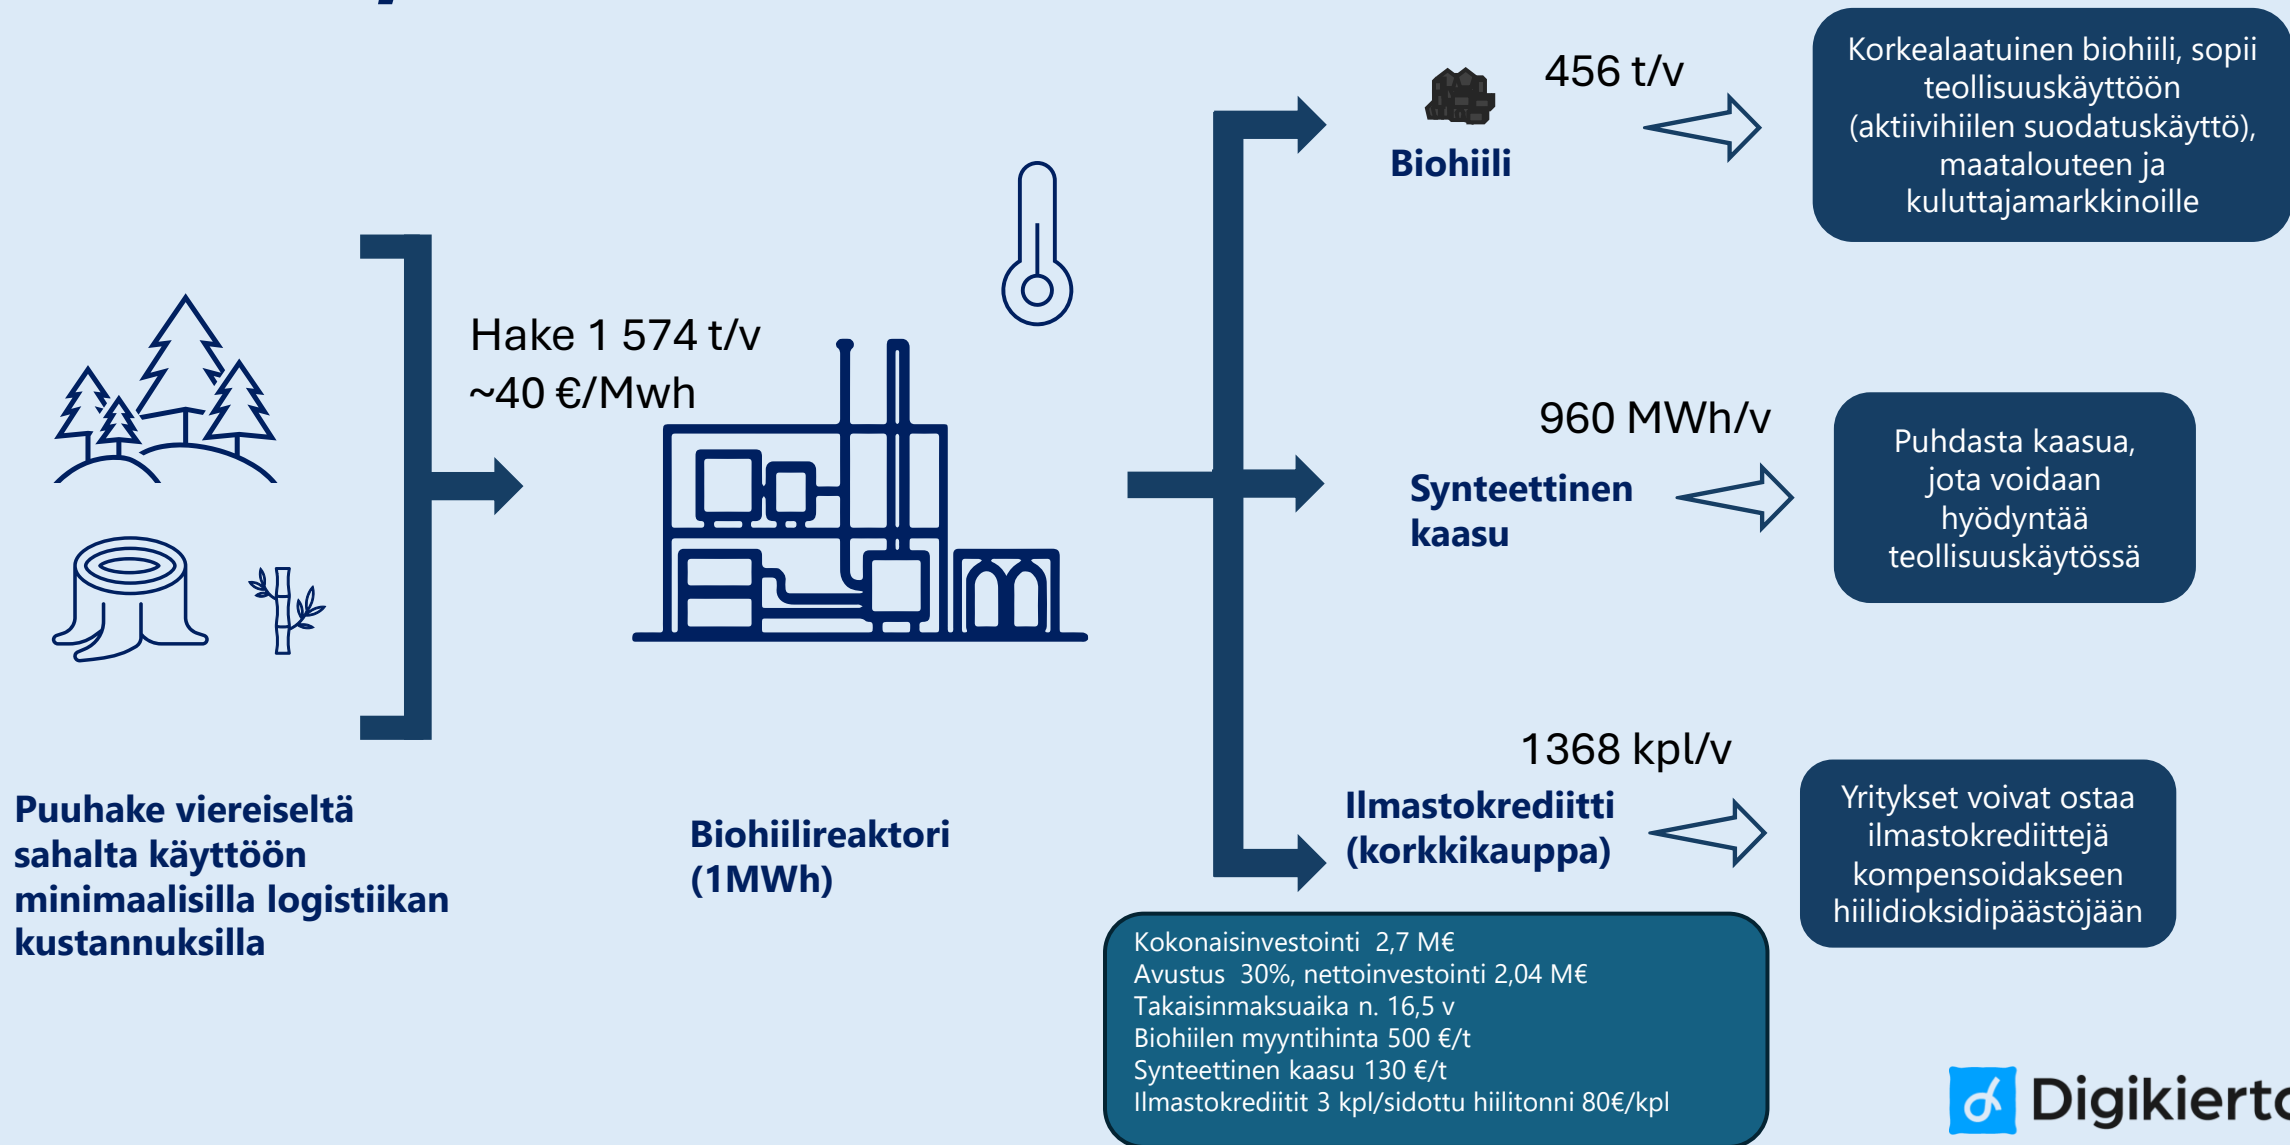 Hake 1 574 t/v
~40 €/Mwh
Puuhake viereiseltä
sahalta käyttöön
minimaalisilla logistiikan
kustannuksilla
Biohiilireaktori
(1MWh)
456 t/v
Biohiili
Korkealaatuinen biohiili, sopii
teollisuuskäyttöön
(aktiivihiilen suodatuskäyttö),
maatalouteen ja
kuluttajamarkkinoille
960 MWh/v
Synteettinen
kaasu
Puhdasta kaasua,
jota voidaan
hyödyntää
teollisuuskäytössä
1368 kpl/v
Ilmastokrediitti
(korkkikauppa)
Yritykset voivat ostaa
ilmastokrediittejä
kompensoidakseen
hiilidioksidipäästöjään
Kokonaisinvestointi 2,7 M€
Avustus 30%, nettoinvestointi 2,04 M€
Takaisinmaksuaika n. 16,5 v
Biohiilen myyntihinta 500 €/t
Synteettinen kaasu 130 €/t
Ilmastokrediitit 3 kpl/sidottu hiilitonni 80€/kpl
Digikierto